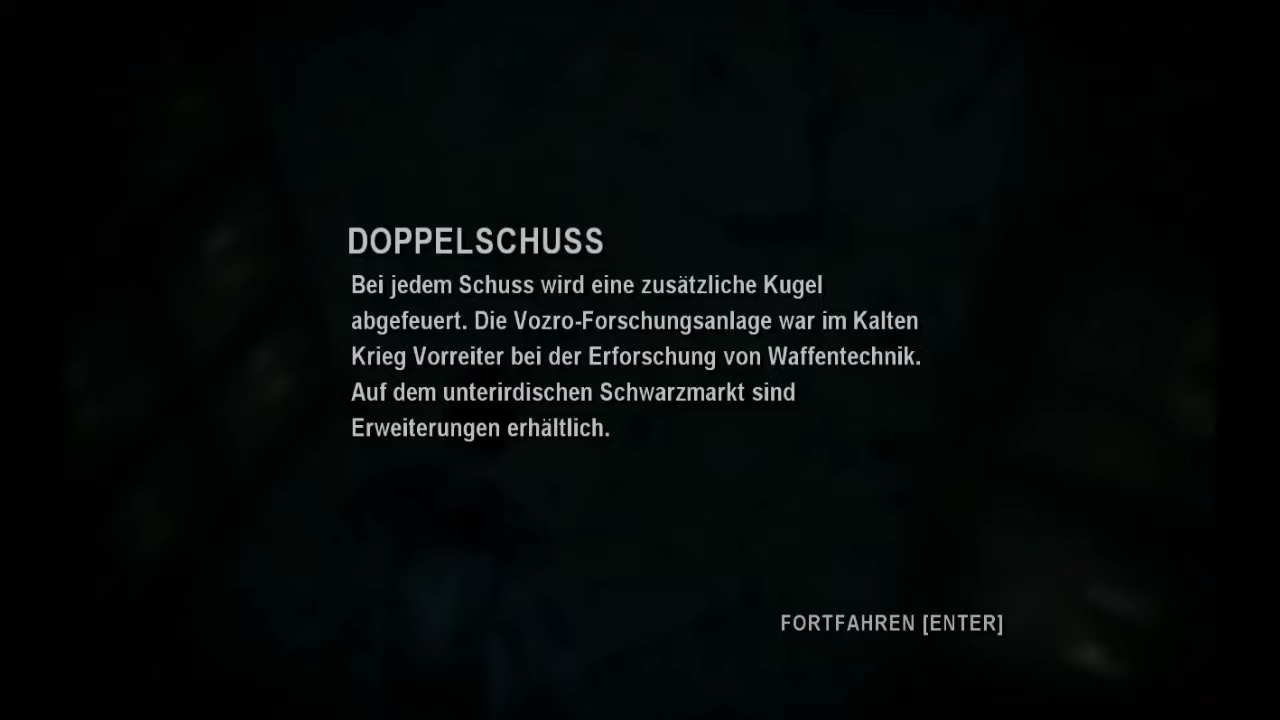 DOPPELSCHUSS
Bei jedem Schuss wird eine zusätzliche Kugel
abgefeuert. Die Vozro-Forschungsanlage war im Kalten
Krieg Vorreiter bei der Erforschung von Waffentechnik.
Auf dem unterirdischen Schwarzmarkt sind
Erweiterungen erhältlich.
FORTFAHREN [ENTER]